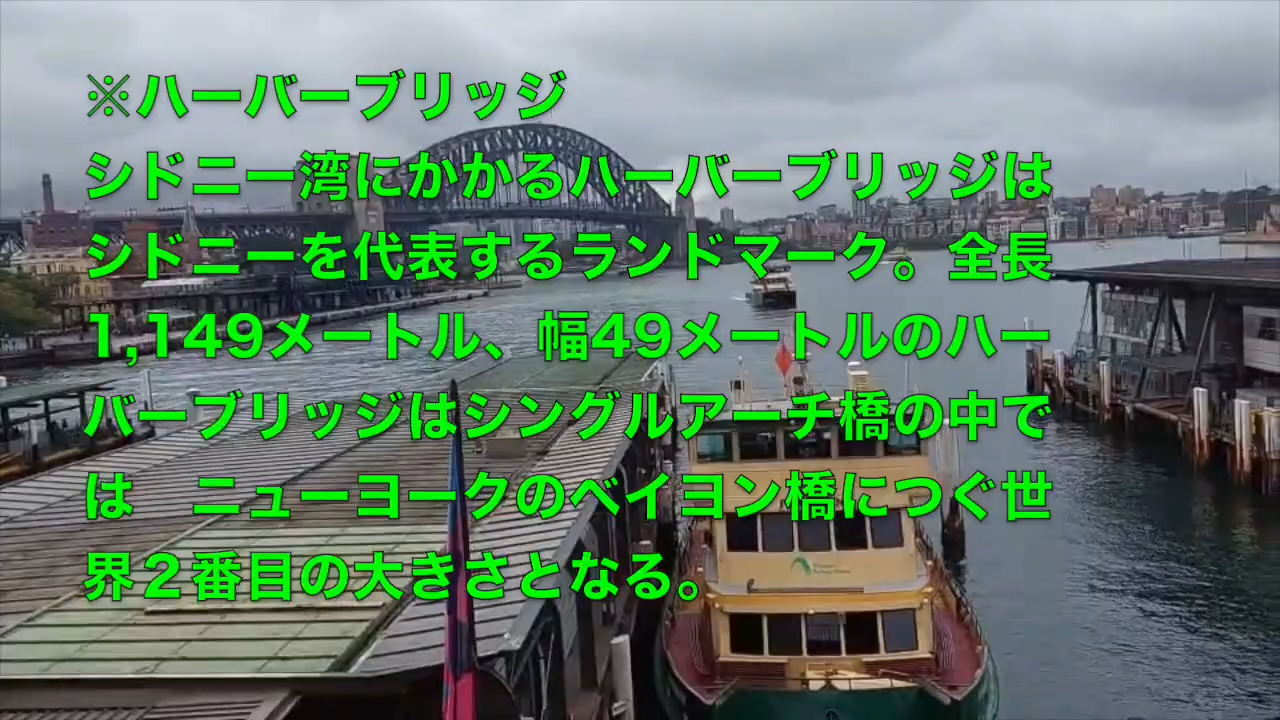 ※ハーバーブリッジ
シドニー湾にかかるハーバーブリッジは
シドニーを代表するランドマーク。全長
1,149メートル、幅49メートルのハー
バーブリッジはシングルアーチ橋の中で
は　ニューヨークのベイヨン橋につぐ世
界２番目の大きさとなる。